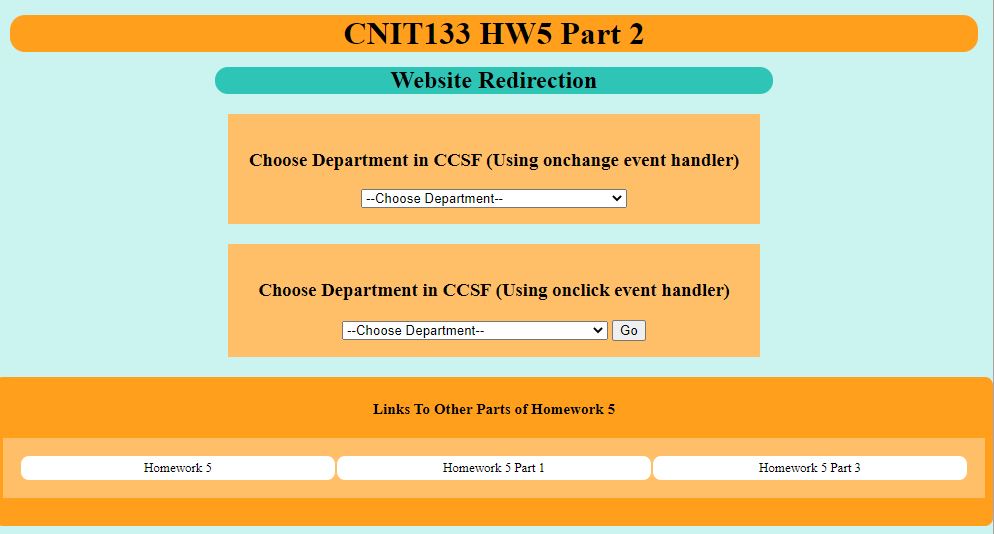 CNIT133 HW5 Part 2
Website Redirection
Choose Department in CCSF (Using onchange event handler)
--Choose Department--
Choose Department in CCSF (Using onclick event handler)
--Choose Department-- Go
Links To Other Parts of Homework 5
Homework 5 Homework 5 Part 1 Homework 5 Part 3